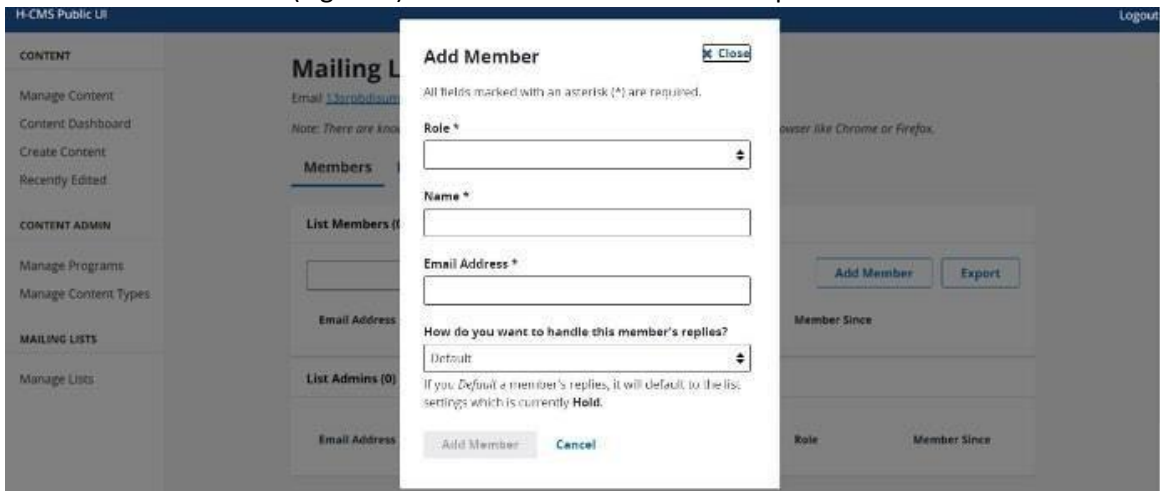 H-CMS Public UI
Logout
CONTENT
Manage Content
Content Dashboard
Create Content
Recently Edited
CONTENT ADMIN
Manage Programs
Manage Content Types
MAILING LISTS
Manage Lists
Mailing L
Email
Note: There are know
owser like Chrome or Firefox.
Members
List Members (0
Add Member
Export
Email Address
Member Since
List Admins (0)
Email Address
Role
Member Since
Add Member
✖ Close
All fields marked with an asterisk (*) are required.
Role *
Name *
Email Address *
How do you want to handle this member's replies?
Default
If you Default a member's replies, it will default to the list
settings which is currently Hold.
Add Member
Cancel